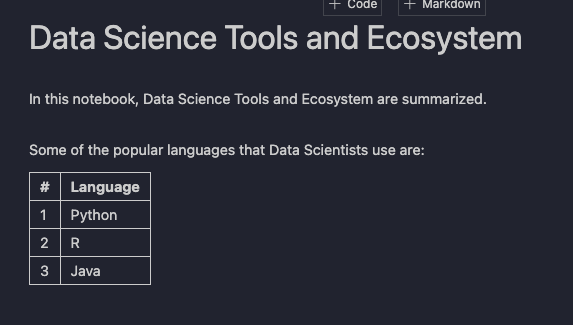 + Code + Markdown
Data Science Tools and Ecosystem
In this notebook, Data Science Tools and Ecosystem are summarized.
Some of the popular languages that Data Scientists use are:
# Language
1 Python
2 R
3 Java